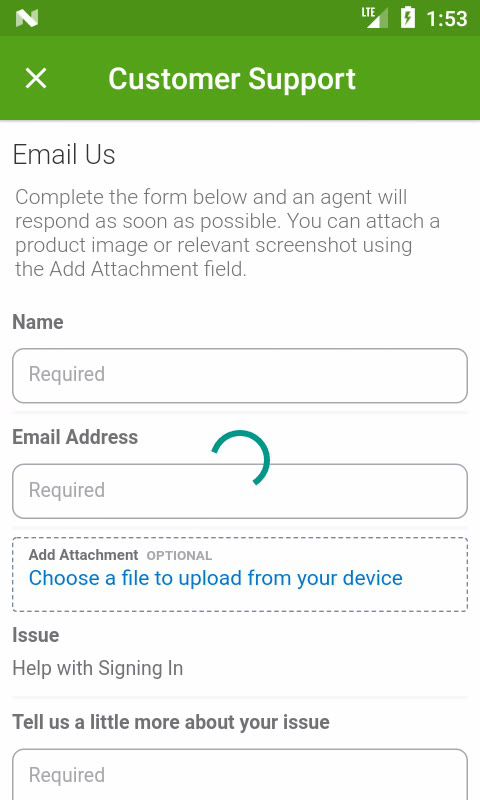 LTE 1:53
Customer Support
Email Us
Complete the form below and an agent will
respond as soon as possible. You can attach a
product image or relevant screenshot using
the Add Attachment field.
Name
Required
Email Address
Required
Add Attachment OPTIONAL
Choose a file to upload from your device
Issue
Help with Signing In
Tell us a little more about your issue
Required